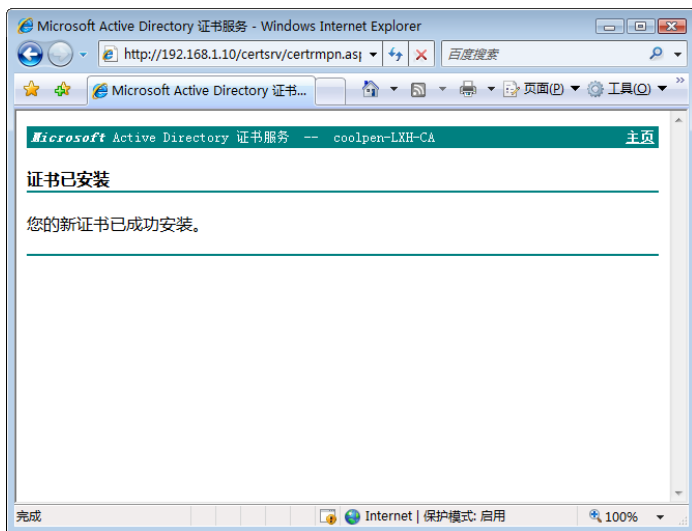 Microsoft Active Directory 证书服务 - Windows Internet Explorer
http://192.168.1.10/certsrv/certrmpn.asp
百度搜索
Microsoft Active Directory 证书...
页面(P)
工具(O)
Microsoft Active Directory 证书服务 -- coolpen-LXH-CA 主页
证书已安装
您的新证书已成功安装。
完成
Internet | 保护模式: 启用
100%